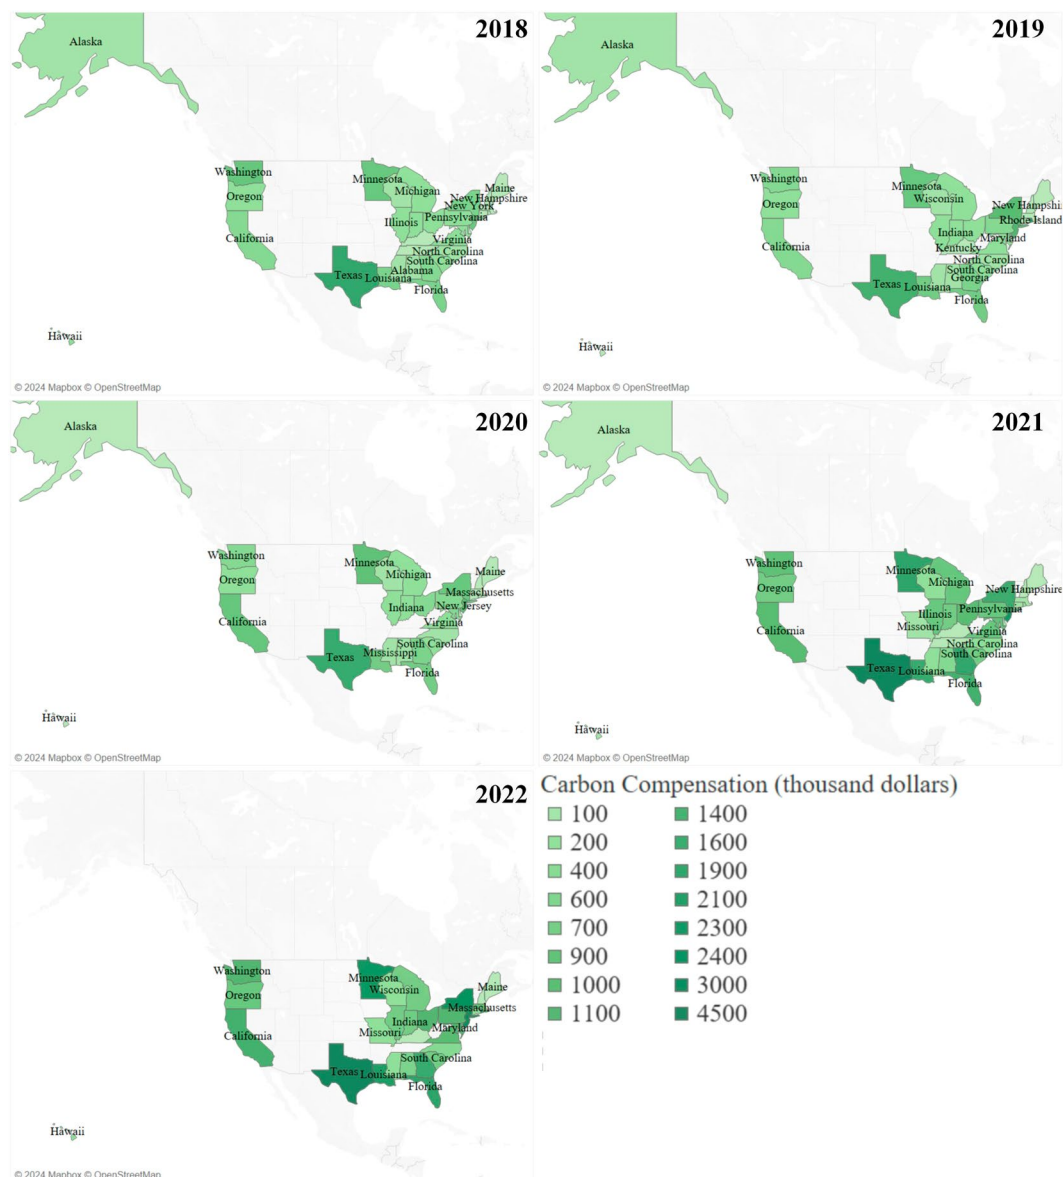 2018
Alaska
Washington
Oregon
California
Minnesota
Michigan
Maine
New Hampshire
New York
Illinois
Pennsylvania
Virginia
North Carolina
South Carolina
Alabama
Texas
Louisiana
Florida
Hawaii
© 2024 Mapbox © OpenStreetMap
2019
Alaska
Washington
Oregon
California
Minnesota
Wisconsin
New Hampshi
Rhode Island
Indiana
Maryland
Kentucky
North Carolina
South Carolina
Georgia
Texas
Louisiana
Florida
Hawaii
© 2024 Mapbox © OpenStreetMap
2020
Alaska
Washington
Oregon
California
Minnesota
Michigan
Maine
Massachusetts
Indiana
New Jersey
Virginia
South Carolina
Mississippi
Texas
Florida
Hawaii
© 2024 Mapbox © OpenStreetMap
2021
Alaska
Washington
Oregon
California
Minnesota
Michigan
New Hampshire
Illinois
Pennsylvania
Missouri
Virginia
North Carolina
South Carolina
Texas
Louisiana
Florida
Hawaii
© 2024 Mapbox © OpenStreetMap
2022
Washington
Oregon
California
Minnesota
Wisconsin
Maine
Massachusetts
Indiana
Maryland
Missouri
South Carolina
Texas
Louisiana
Florida
Hawaii
© 2024 Mapbox © OpenStreetMap
Carbon Compensation (thousand dollars)
100
200
400
600
700
900
1000
1100
1400
1600
1900
2100
2300
2400
3000
4500